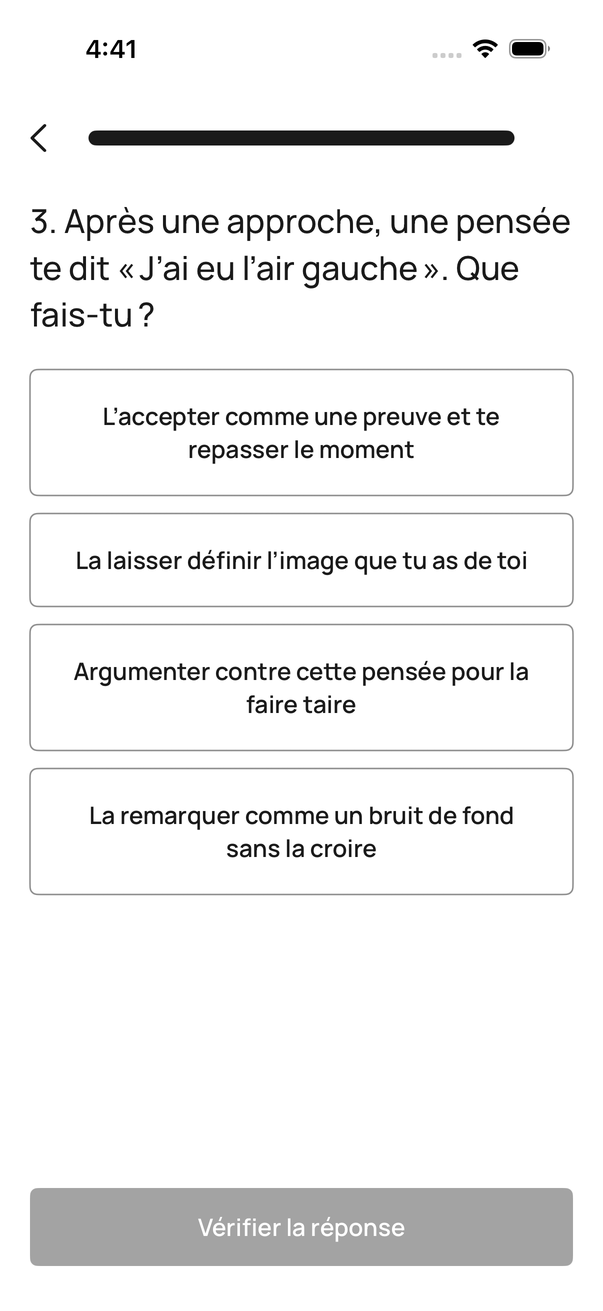 4:41
3. Après une approche, une pensée
te dit « J’ai eu l’air gauche ». Que
fais-tu ?
L’accepter comme une preuve et te
repasser le moment
La laisser définir l’image que tu as de toi
Argumenter contre cette pensée pour la
faire taire
La remarquer comme un bruit de fond
sans la croire
Vérifier la réponse